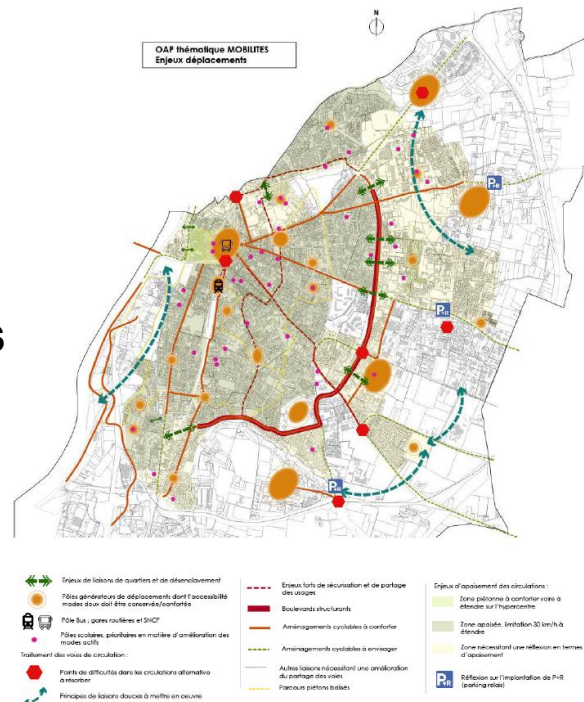 N
OAP thématique MOBILITES
Enjeux déplacements
P+R
P+R
P+R
S
Enjeux de liaisons de quartiers et de désenclavement
Pôles générateurs de déplacements dont l'accessibilité
modes doux doit être conservée/confortée
Pôle Bus ; gares routières et SNCF
Pôles scolaires, prioritaires en matière d'amélioration des
modes actifs
Traitement des voies de circulation :
Points de difficultés dans les circulations alternatives
à résorber
Principes de liaisons douces à mettre en oeuvre
Enjeux forts de sécurisation et de partage
des usages
Boulevards structurants
Aménagements cyclables à conforter
Aménagements cyclables à envisager
Autres liaisons nécessitant une amélioration
du partage des voies
Parcours piétons balisés
Enjeux d'apaisement des circulations :
Zone piétonne à conforter voire à
étendre sur l'hypercentre
Zone apaisée, limitation 30 km/h à
étendre
Zone nécessitant une réflexion en termes
d'apaisement
P+R
Réflexion sur l'implantation de P+R
(parking relais)